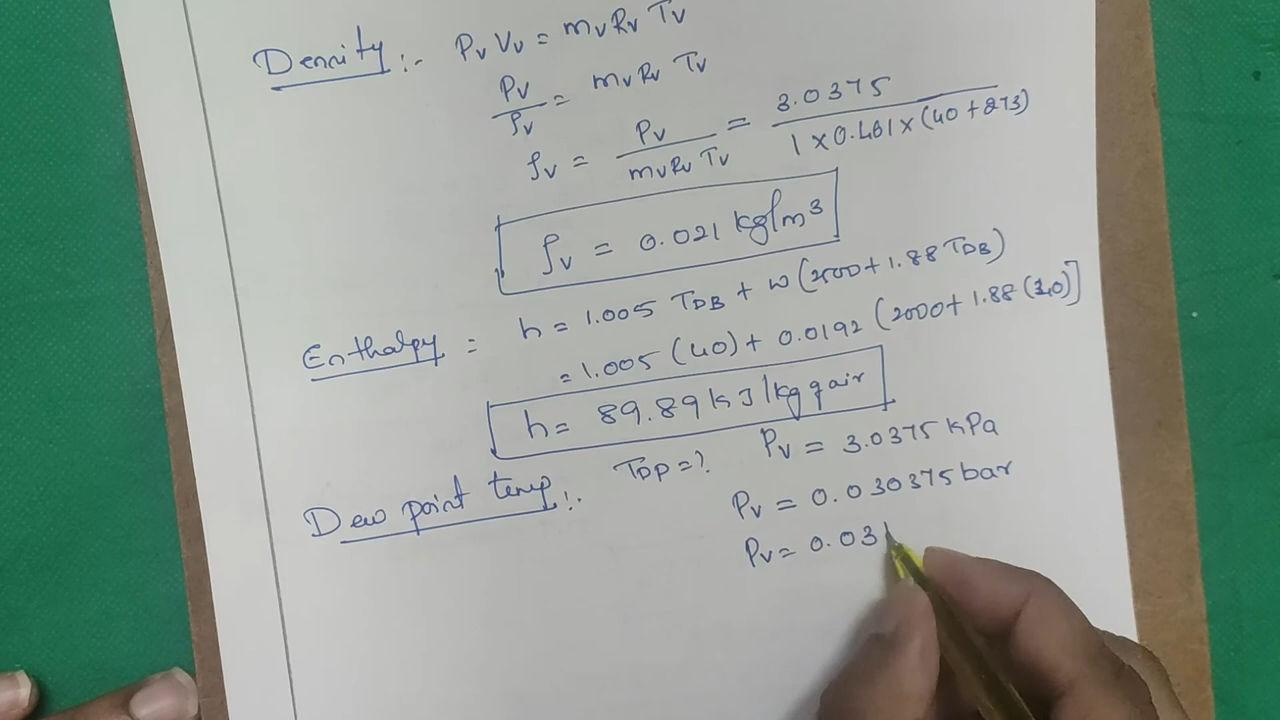 Density :- Pv Vv = mv Rv Tv
Pv/ρv = mv Rv Tv
ρv = Pv/mv Rv Tv = 3.0375/1 x 0.461 x (40 + 273)
ρv = 0.021 kg/m³
Enthalpy : h = 1.005 TDB + ω (2500 + 1.88 TDB)
= 1.005 (40) + 0.0192 (2000 + 1.88 (40)]
h = 89.89 kJ/kg q air
Dew point temp :. TDP = ? Pv = 3.0375 kPa
Pv = 0.030375 bar
Pv = 0.03